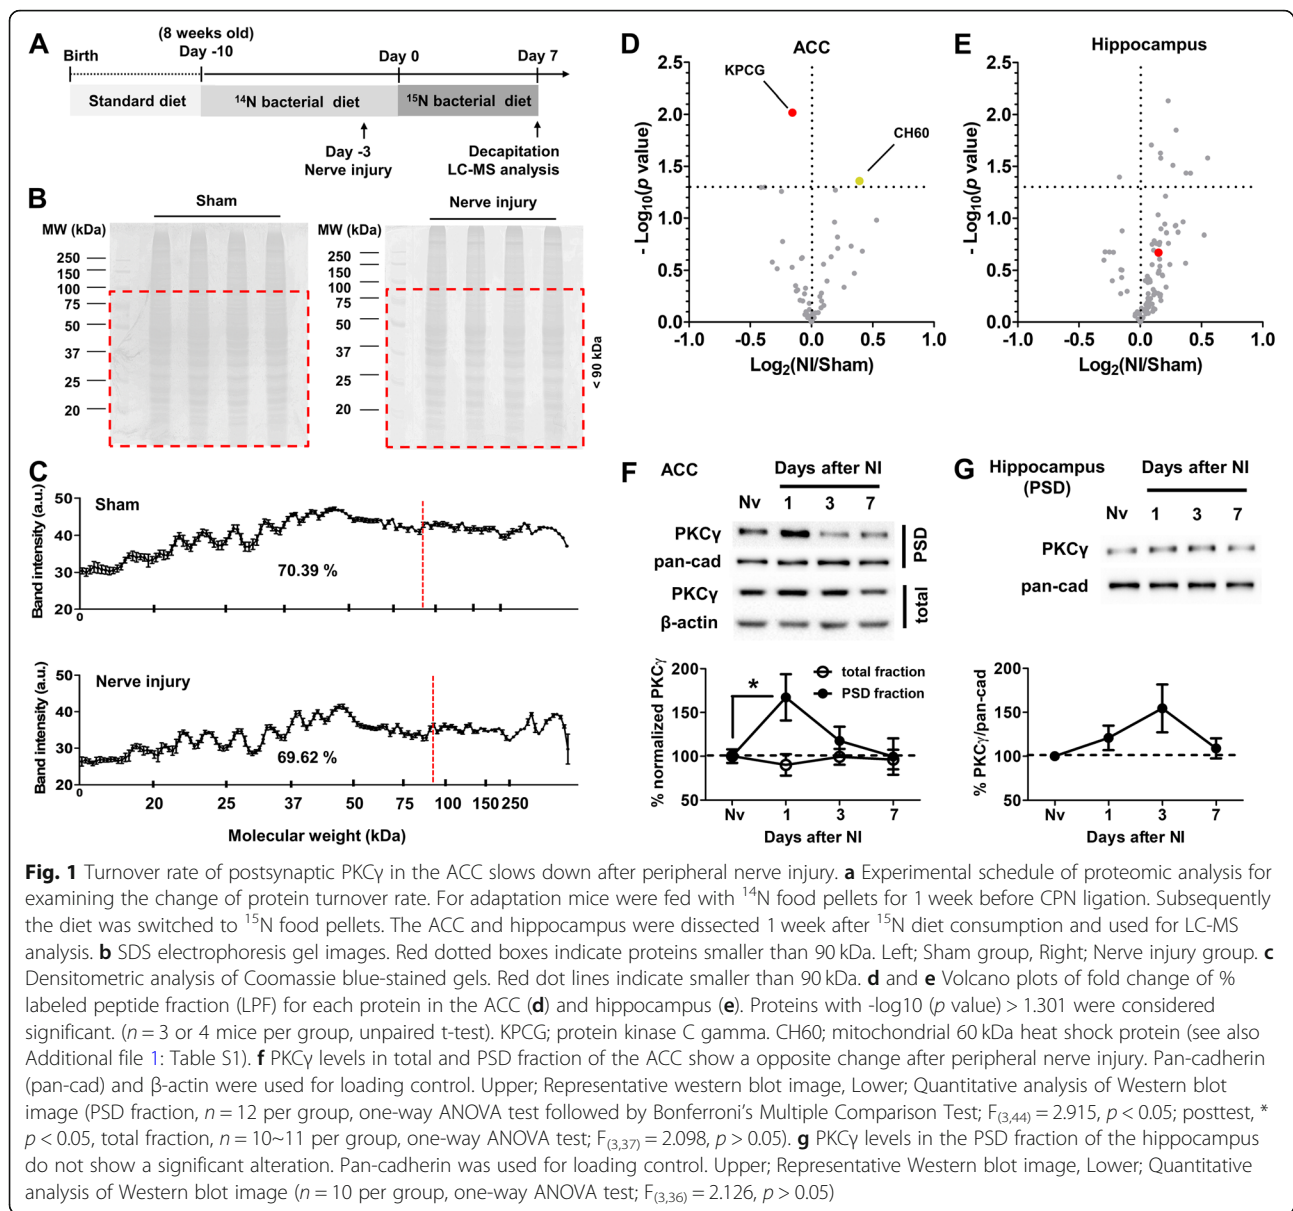 A
(8 weeks old)
Birth
Day -10
Day 0
Day 7
Standard diet
¹⁴N bacterial diet
¹⁵N bacterial diet
Day -3
Nerve injury
Decapitation
LC-MS analysis
B
Sham
Nerve injury
MW (kDa)
250
150
100
75
50
37
25
20
MW (kDa)
250
150
100
75
50
37
25
20
< 90 kDa
C
Band intensity (a.u.)
50
40
30
20
0
Sham
70.39 %
Band intensity (a.u.)
50
40
30
20
Nerve injury
69.62 %
0 20 25 37 50 75 100 150 250
Molecular weight (kDa)
D
ACC
- Log₁₀(p value)
2.5
2.0
1.5
1.0
0.5
0.0
KPCG
CH60
-1.0 -0.5 0.0 0.5 1.0
Log₂(NI/Sham)
E
Hippocampus
- Log₁₀(p value)
2.5
2.0
1.5
1.0
0.5
0.0
-1.0 -0.5 0.0 0.5 1.0
Log₂(NI/Sham)
F
ACC
Days after NI
Nv 1 3 7
PKCγ
pan-cad
PSD
PKCγ
β-actin
total
% normalized PKCγ
200
150
100
50
*
total fraction
PSD fraction
Nv 1 3 7
Days after NI
G
Hippocampus
(PSD)
Days after NI
Nv 1 3 7
PKCγ
pan-cad
% PKCγ/pan-cad
200
150
100
50
Nv 1 3 7
Days after NI
Fig. 1 Turnover rate of postsynaptic PKCγ in the ACC slows down after peripheral nerve injury. a Experimental schedule of proteomic analysis for
examining the change of protein turnover rate. For adaptation mice were fed with ¹⁴N food pellets for 1 week before CPN ligation. Subsequently
the diet was switched to ¹⁵N food pellets. The ACC and hippocampus were dissected 1 week after ¹⁵N diet consumption and used for LC-MS
analysis. b SDS electrophoresis gel images. Red dotted boxes indicate proteins smaller than 90 kDa. Left; Sham group, Right; Nerve injury group. c
Densitometric analysis of Coomassie blue-stained gels. Red dot lines indicate smaller than 90 kDa. d and e Volcano plots of fold change of %
labeled peptide fraction (LPF) for each protein in the ACC (d) and hippocampus (e). Proteins with -log10 (p value) > 1.301 were considered
significant. (n = 3 or 4 mice per group, unpaired t-test). KPCG; protein kinase C gamma. CH60; mitochondrial 60 kDa heat shock protein (see also
Additional file 1: Table S1). f PKCγ levels in total and PSD fraction of the ACC show a opposite change after peripheral nerve injury. Pan-cadherin
(pan-cad) and β-actin were used for loading control. Upper; Representative western blot image, Lower; Quantitative analysis of Western blot
image (PSD fraction, n = 12 per group, one-way ANOVA test followed by Bonferroni's Multiple Comparison Test; F₍₃,₄₄₎ = 2.915, p < 0.05; posttest, *
p < 0.05, total fraction, n = 10~11 per group, one-way ANOVA test; F₍₃,₃₇₎ = 2.098, p > 0.05). g PKCγ levels in the PSD fraction of the hippocampus
do not show a significant alteration. Pan-cadherin was used for loading control. Upper; Representative Western blot image, Lower; Quantitative
analysis of Western blot image (n = 10 per group, one-way ANOVA test; F₍₃,₃₆₎ = 2.126, p > 0.05)